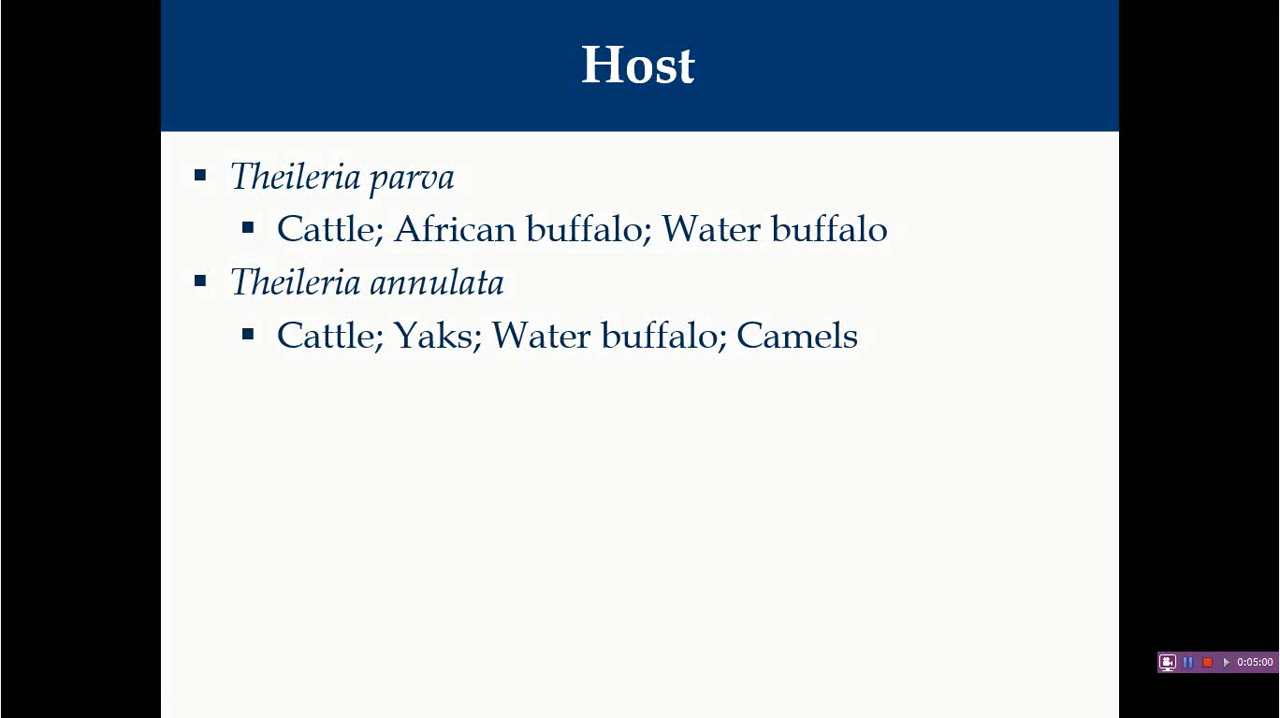 Host
▪ Theileria parva
▪ Cattle; African buffalo; Water buffalo
▪ Theileria annulata
▪ Cattle; Yaks; Water buffalo; Camels
0:05:00